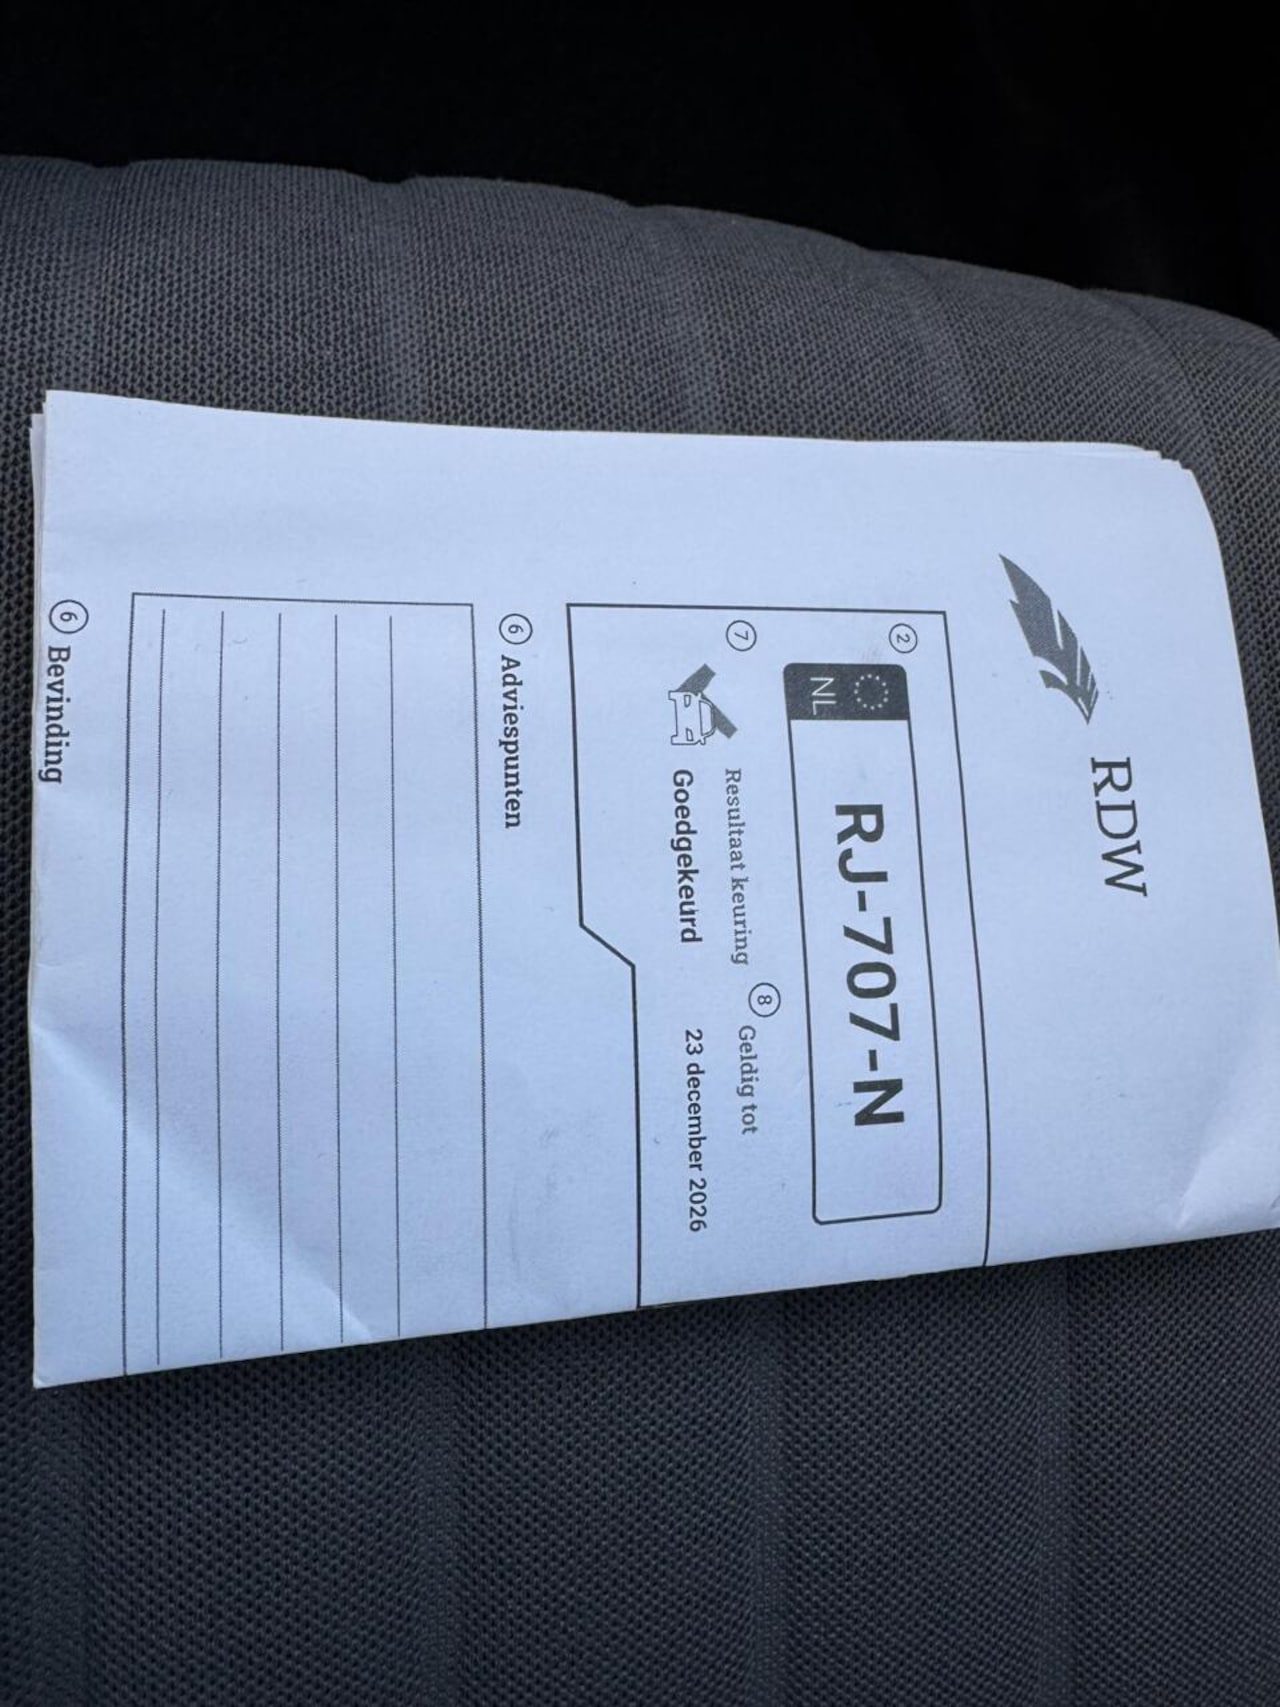 RDW
2
NL
RJ-707-N
7 Resultaat keuring
Goedgekeurd
8 Geldig tot
23 december 2026
6 Adviespunten
6 Bevinding